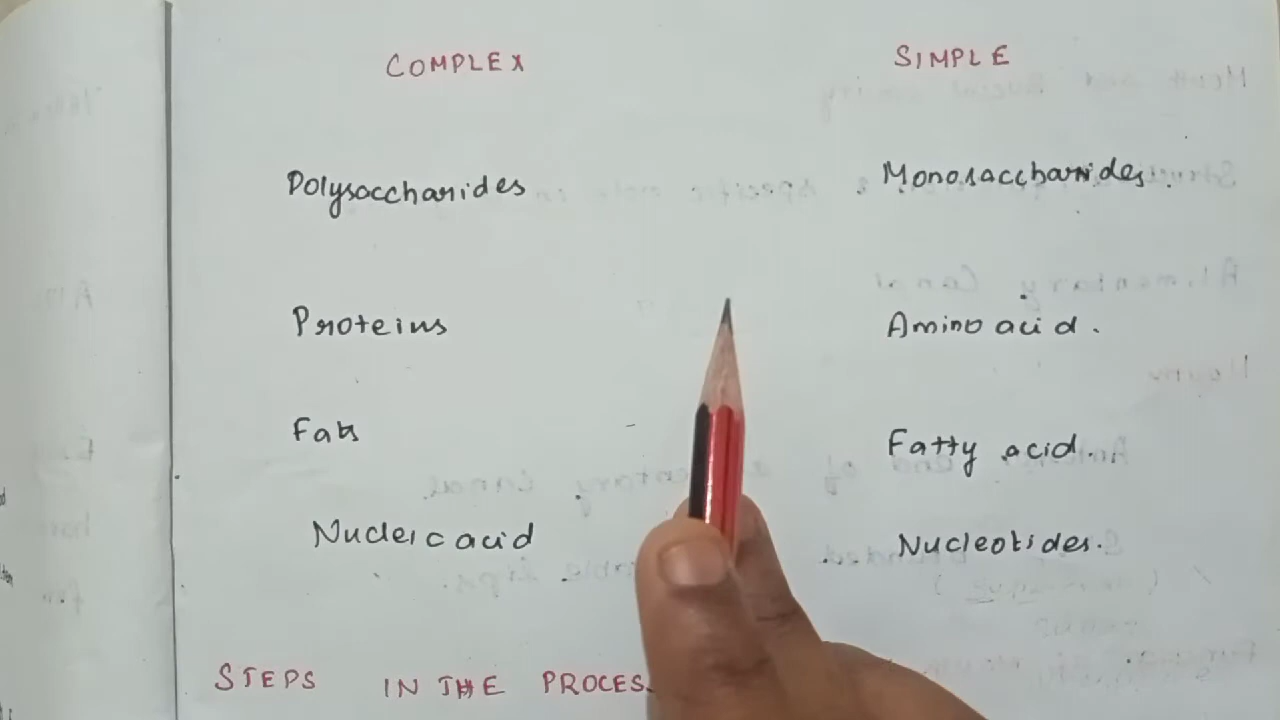 COMPLEX SIMPLE
Polysaccharides Monosaccharides.
Proteins Amino acid.
Fats Fatty acid.
Nucleic acid Nucleotides.
STEPS IN THE PROCES